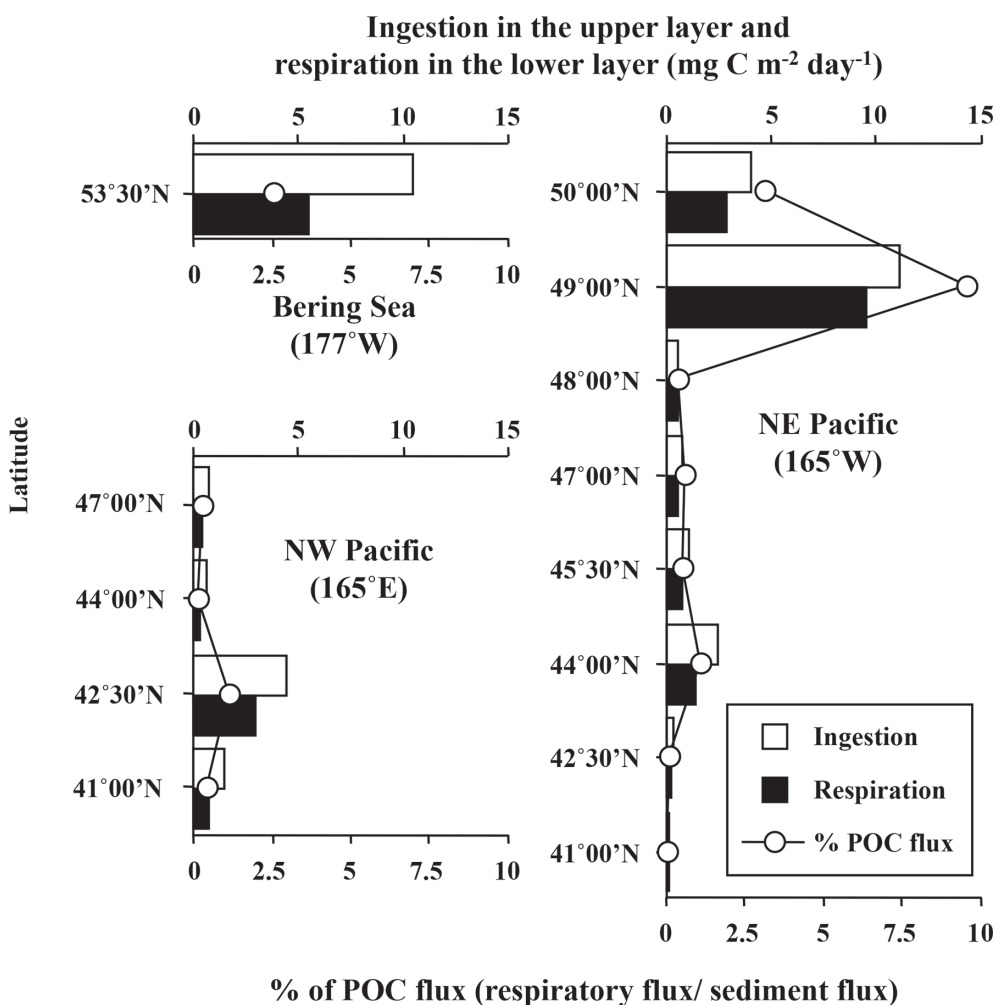 Ingestion in the upper layer and
respiration in the lower layer (mg C m⁻² day⁻¹)
0 5 10 15
53˚30’N
0 2.5 5 7.5 10
Bering Sea
(177˚W)
Latitude
0 5 10 15
47˚00’N
44˚00’N
42˚30’N
41˚00’N
NW Pacific
(165˚E)
0 2.5 5 7.5 10
0 5 10 15
50˚00’N
49˚00’N
48˚00’N
47˚00’N
45˚30’N
44˚00’N
42˚30’N
41˚00’N
NE Pacific
(165˚W)
Ingestion
Respiration
% POC flux
0 2.5 5 7.5 10
% of POC flux (respiratory flux/ sediment flux)